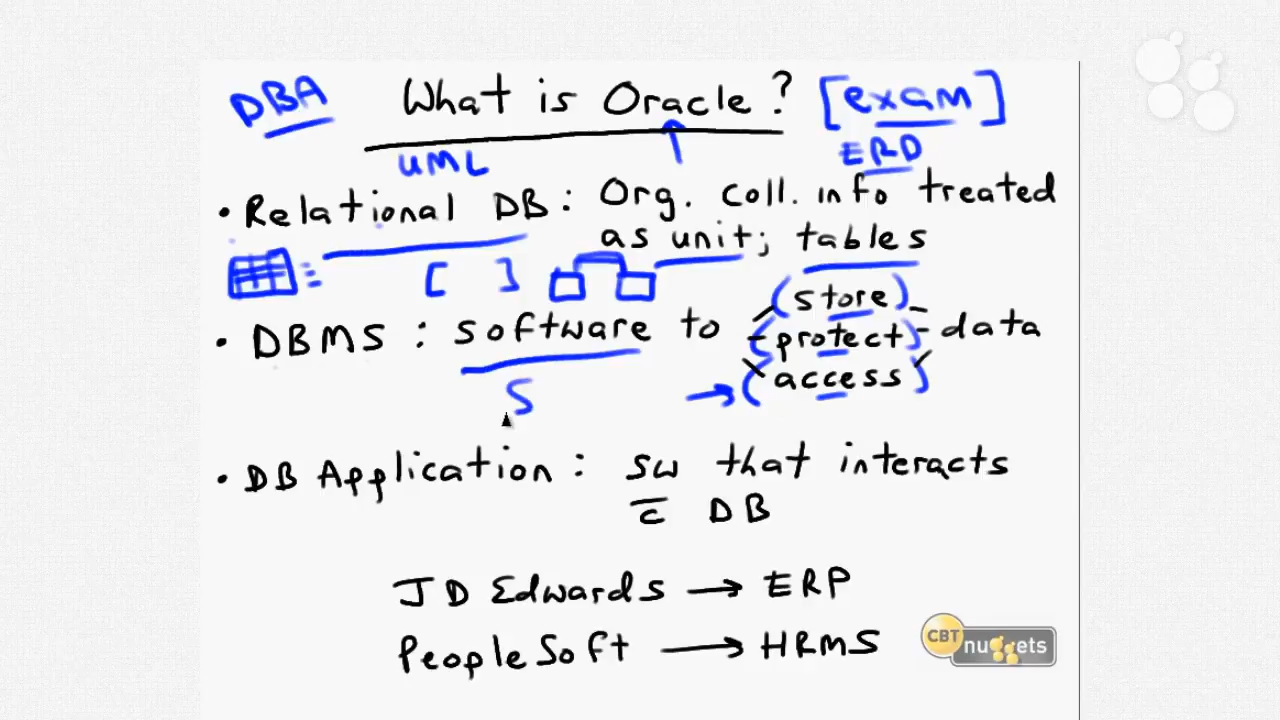 DBA What is Oracle? [exam]
UML ERD
• Relational DB: Org. coll. info treated
as unit; tables
[ ]
(store)
• DBMS: software to (protect) data
→ (access)
S
• DB Application: sw that interacts
c̅ DB
JD Edwards → ERP
PeopleSoft → HRMS
CBT nuggets